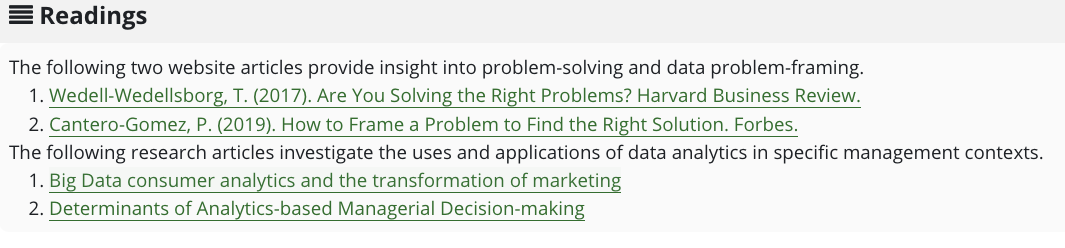 Readings
The following two website articles provide insight into problem-solving and data problem-framing.
1. Wedell-Wedellsborg, T. (2017). Are You Solving the Right Problems? Harvard Business Review.
2. Cantero-Gomez, P. (2019). How to Frame a Problem to Find the Right Solution. Forbes.
The following research articles investigate the uses and applications of data analytics in specific management contexts.
1. Big Data consumer analytics and the transformation of marketing
2. Determinants of Analytics-based Managerial Decision-making